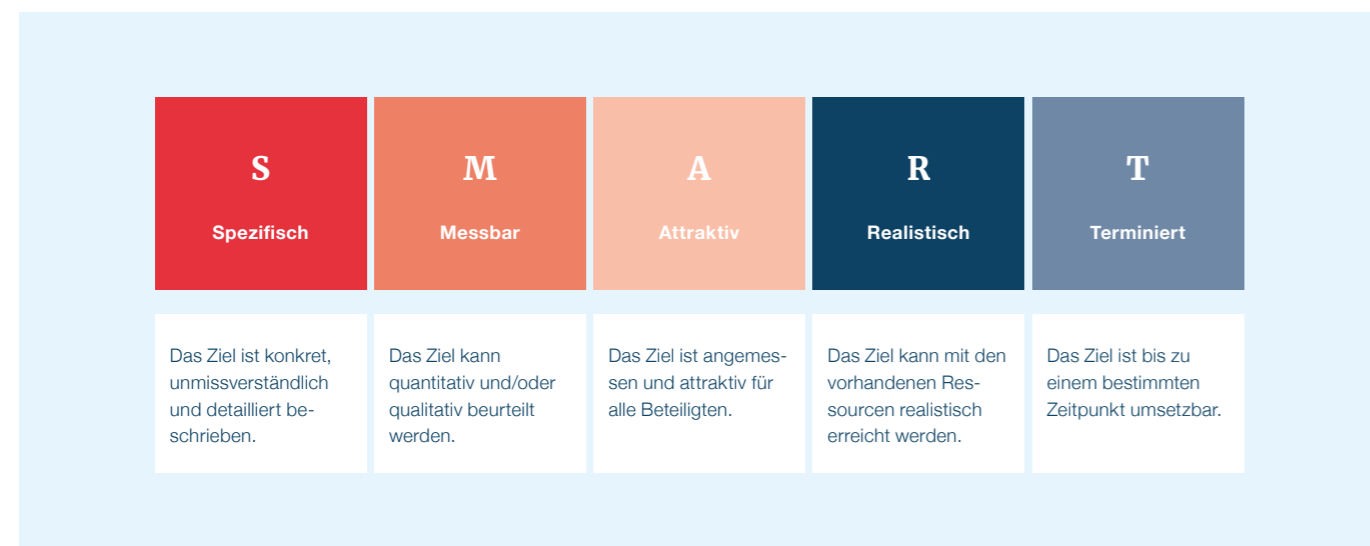 S
Spezifisch
M
Messbar
A
Attraktiv
R
Realistisch
T
Terminiert
Das Ziel ist konkret,
unmissverständlich
und detailliert be-
schrieben.
Das Ziel kann
quantitativ und/oder
qualitativ beurteilt
werden.
Das Ziel ist angemes-
sen und attraktiv für
alle Beteiligten.
Das Ziel kann mit den
vorhandenen Res-
sourcen realistisch
erreicht werden.
Das Ziel ist bis zu
einem bestimmten
Zeitpunkt umsetzbar.